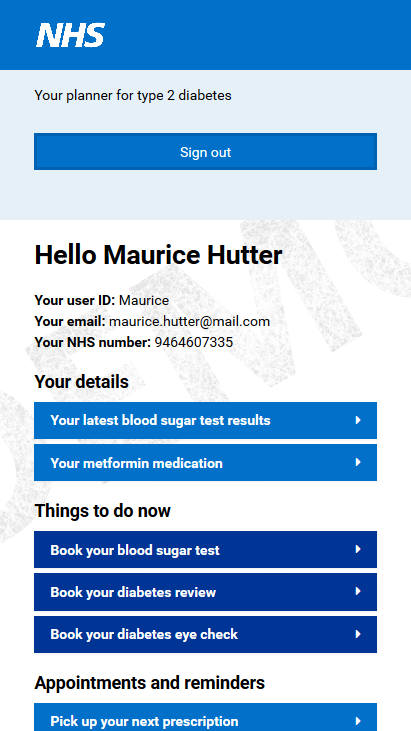 NHS
Your planner for type 2 diabetes
Sign out
Hello Maurice Hutter
Your user ID: Maurice
Your email: maurice.hutter@mail.com
Your NHS number: 9464607335
Your details
Your latest blood sugar test results
Your metformin medication
Things to do now
Book your blood sugar test
Book your diabetes review
Book your diabetes eye check
Appointments and reminders
Pick up your next prescription
DEMO